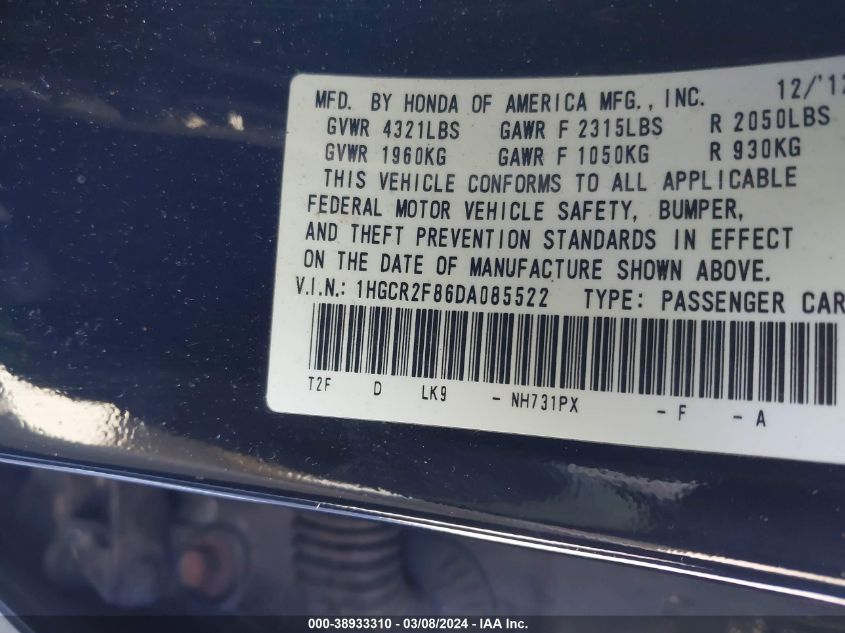 MFD. BY HONDA OF AMERICA MFG., INC. 12/'12
GVWR 4321LBS GAWR F 2315LBS R 2050LBS
GVWR 1960KG GAWR F 1050KG R 930KG
THIS VEHICLE CONFORMS TO ALL APPLICABLE
FEDERAL MOTOR VEHICLE SAFETY, BUMPER,
AND THEFT PREVENTION STANDARDS IN EFFECT
ON THE DATE OF MANUFACTURE SHOWN ABOVE.
V.I.N.: 1HGCR2F86DA085522 TYPE: PASSENGER CAR
T2F D LK9 - NH731PX - F - A
000-38933310 / 03/08/2024 - IAA Inc.